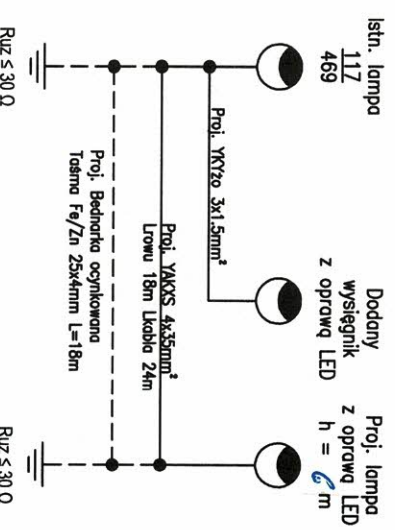 Istn. lampa
117
469
Dodany
wysięgnik
z oprawą LED
Proj. lampa
z oprawą LED
h = 6 m
Proj. YKYżo 3x1.5mm²
Proj. YAKXS 4x35mm²
Lrowu 18m Lkabla 24m
Proj. Bednarka ocynkowana
Taśma Fe/Zn 25x4mm L=18m
Ruz ≤ 30 Ω
Ruz ≤ 30 Ω